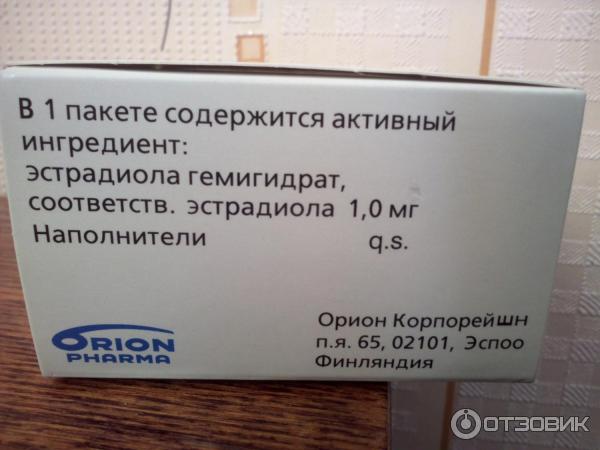 В 1 пакете содержится активный
ингредиент:
эстрадиола гемигидрат,
соответств. эстрадиола 1,0 мг
Наполнители q.s.
Орион Корпорейшн
п.я. 65, 02101, Эспоо
Финляндия
ORION
PHARMA
ОТЗОВИК